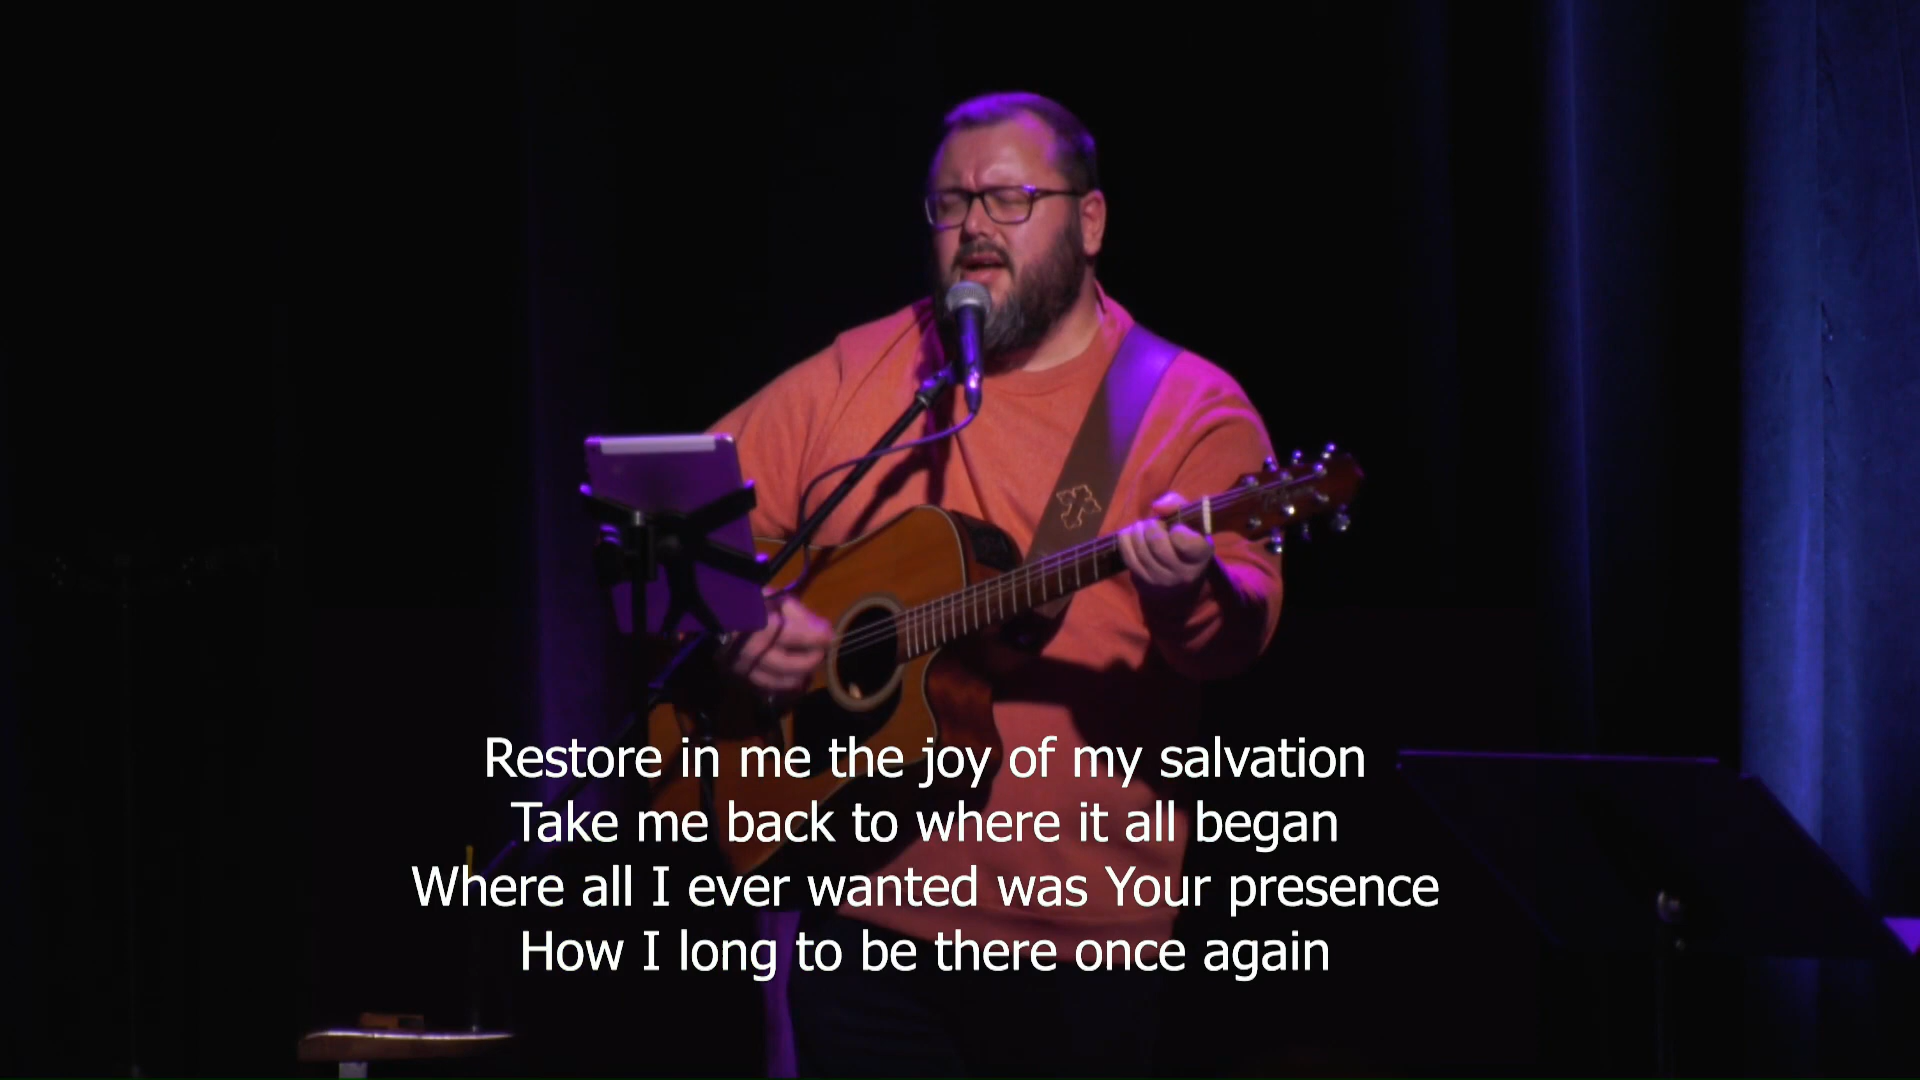 Restore in me the joy of my salvation
Take me back to where it all began
Where all I ever wanted was Your presence
How I long to be there once again